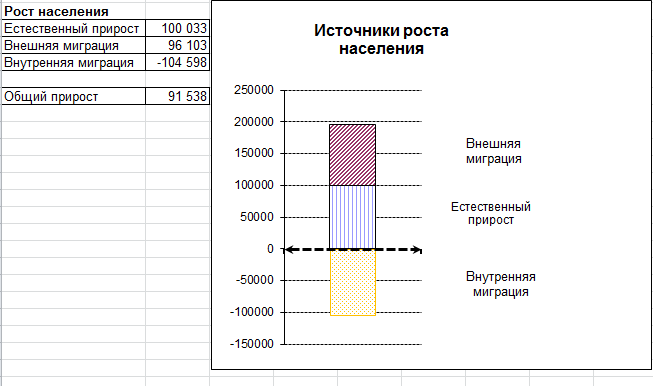 Рост населения
Естественный прирост 100 033
Внешняя миграция 96 103
Внутренняя миграция -104 598
Общий прирост 91 538
Источники роста
населения
250000
200000
150000
100000
50000
0
-50000
-100000
-150000
Внешняя
миграция
Естественный
прирост
Внутренняя
миграция